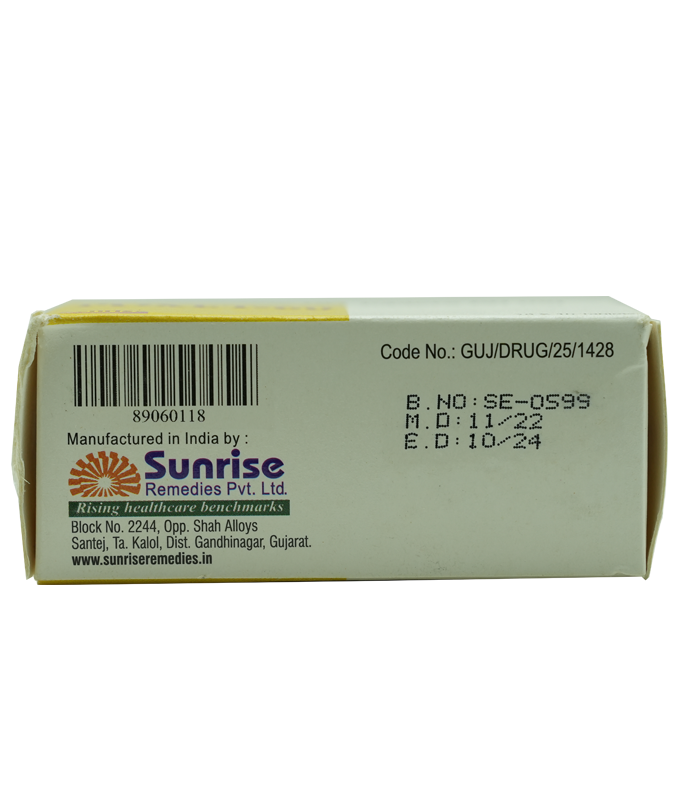 Code No.: GUJ/DRUG/25/1428
89060118
B.NO:SE-0599
M.D:11/22
E.D:10/24
Manufactured in India by :
Sunrise
Remedies Pvt. Ltd.
Rising healthcare benchmarks
Block No. 2244, Opp. Shah Alloys
Santej, Ta. Kalol, Dist. Gandhinagar, Gujarat.
www.sunriseremedies.in